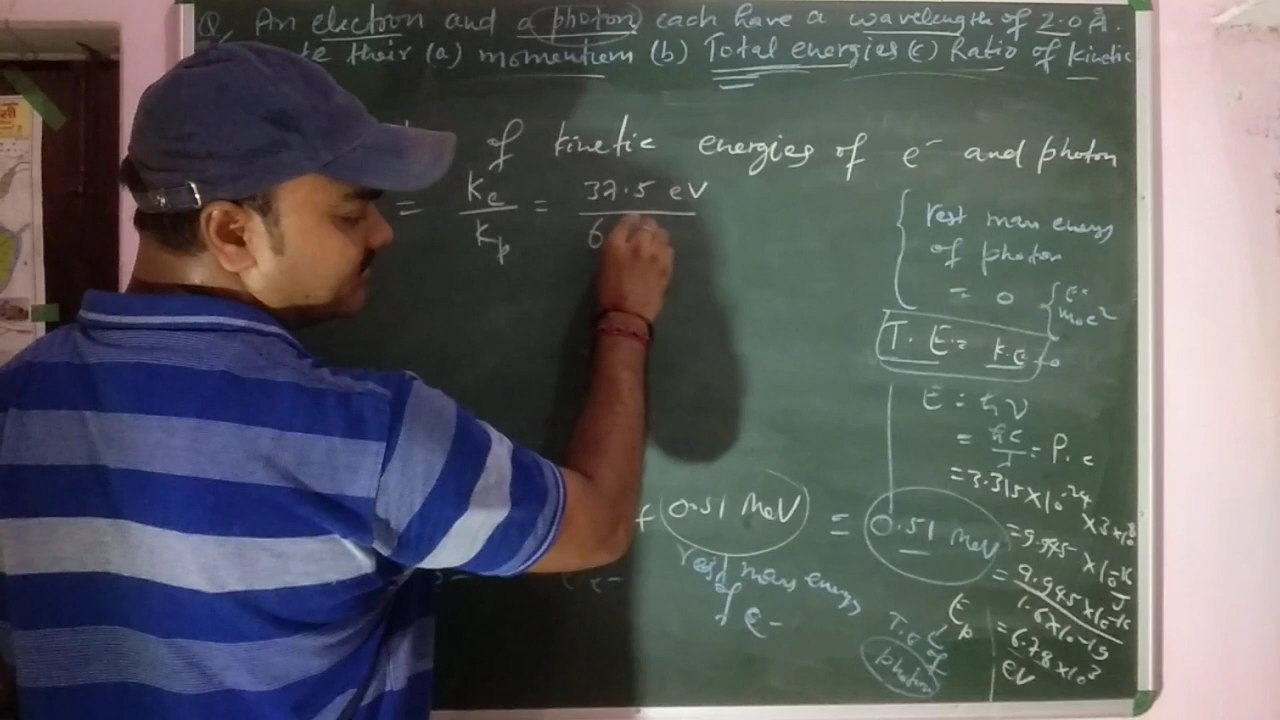 Q, An electron and a photon each have a wavelength of 2.0 Å.
te their (a) momentum (b) Total energies (c) Ratio of kinetic
of kinetic energies of e⁻ and photon
= Ke / Kp = 37.5 eV / 6
{ rest mass energy
of photon
= 0 { E=
m₀c²
T. E = K.E + 0
E = hν
= hc/λ = P.c
= 3.315×10⁻²⁴
×3×10⁸
= 9.945 ×10⁻¹⁶ J
= 9.945×10⁻¹⁶ / 1.6×10⁻¹⁹
Ep = 6.78×10³
eV
+ 0.51 MeV = 0.51 MeV
rest mass energy
of e⁻
T.E of
photon